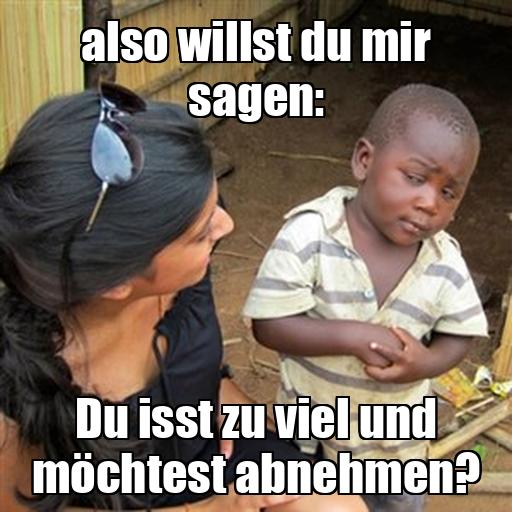 also willst du mir
sagen:
Du isst zu viel und
möchtest abnehmen?